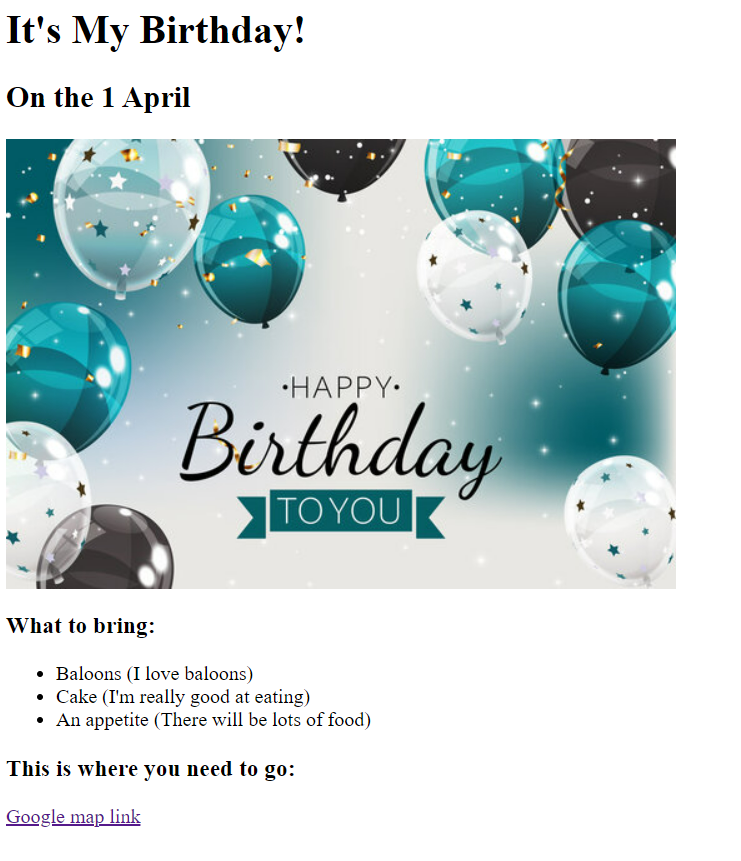 It's My Birthday!
On the 1 April
•HAPPY•
Birthday
TO YOU
What to bring:
• Baloons (I love baloons)
• Cake (I'm really good at eating)
• An appetite (There will be lots of food)
This is where you need to go:
Google map link